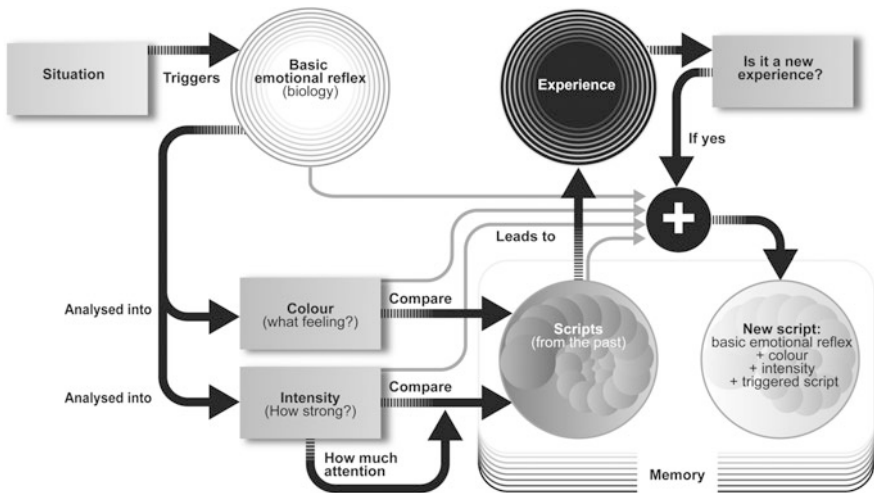 Situation
Triggers
Basic
emotional reflex
(biology)
Experience
Is it a new
experience?
If yes
+
Leads to
Analysed into
Colour
(what feeling?)
Compare
Scripts
(from the past)
New script:
basic emotional reflex
+ colour
+ intensity
+ triggered script
Analysed into
Intensity
(How strong?)
Compare
How much
attention
Memory